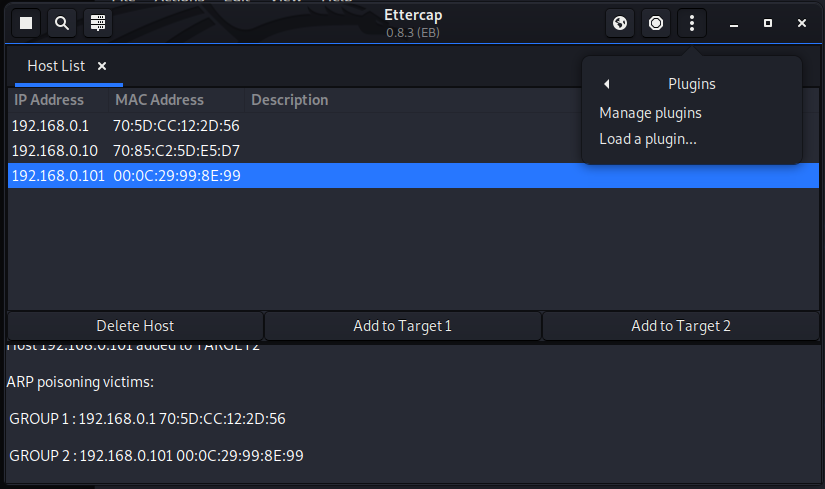 Ettercap
0.8.3 (EB)
Host List
Plugins
Manage plugins
Load a plugin...
IP Address MAC Address Description
192.168.0.1 70:5D:CC:12:2D:56
192.168.0.10 70:85:C2:5D:E5:D7
192.168.0.101 00:0C:29:99:8E:99
Delete Host Add to Target 1 Add to Target 2
Host 192.168.0.101 added to TARGET2
ARP poisoning victims:
GROUP 1 : 192.168.0.1 70:5D:CC:12:2D:56
GROUP 2 : 192.168.0.101 00:0C:29:99:8E:99